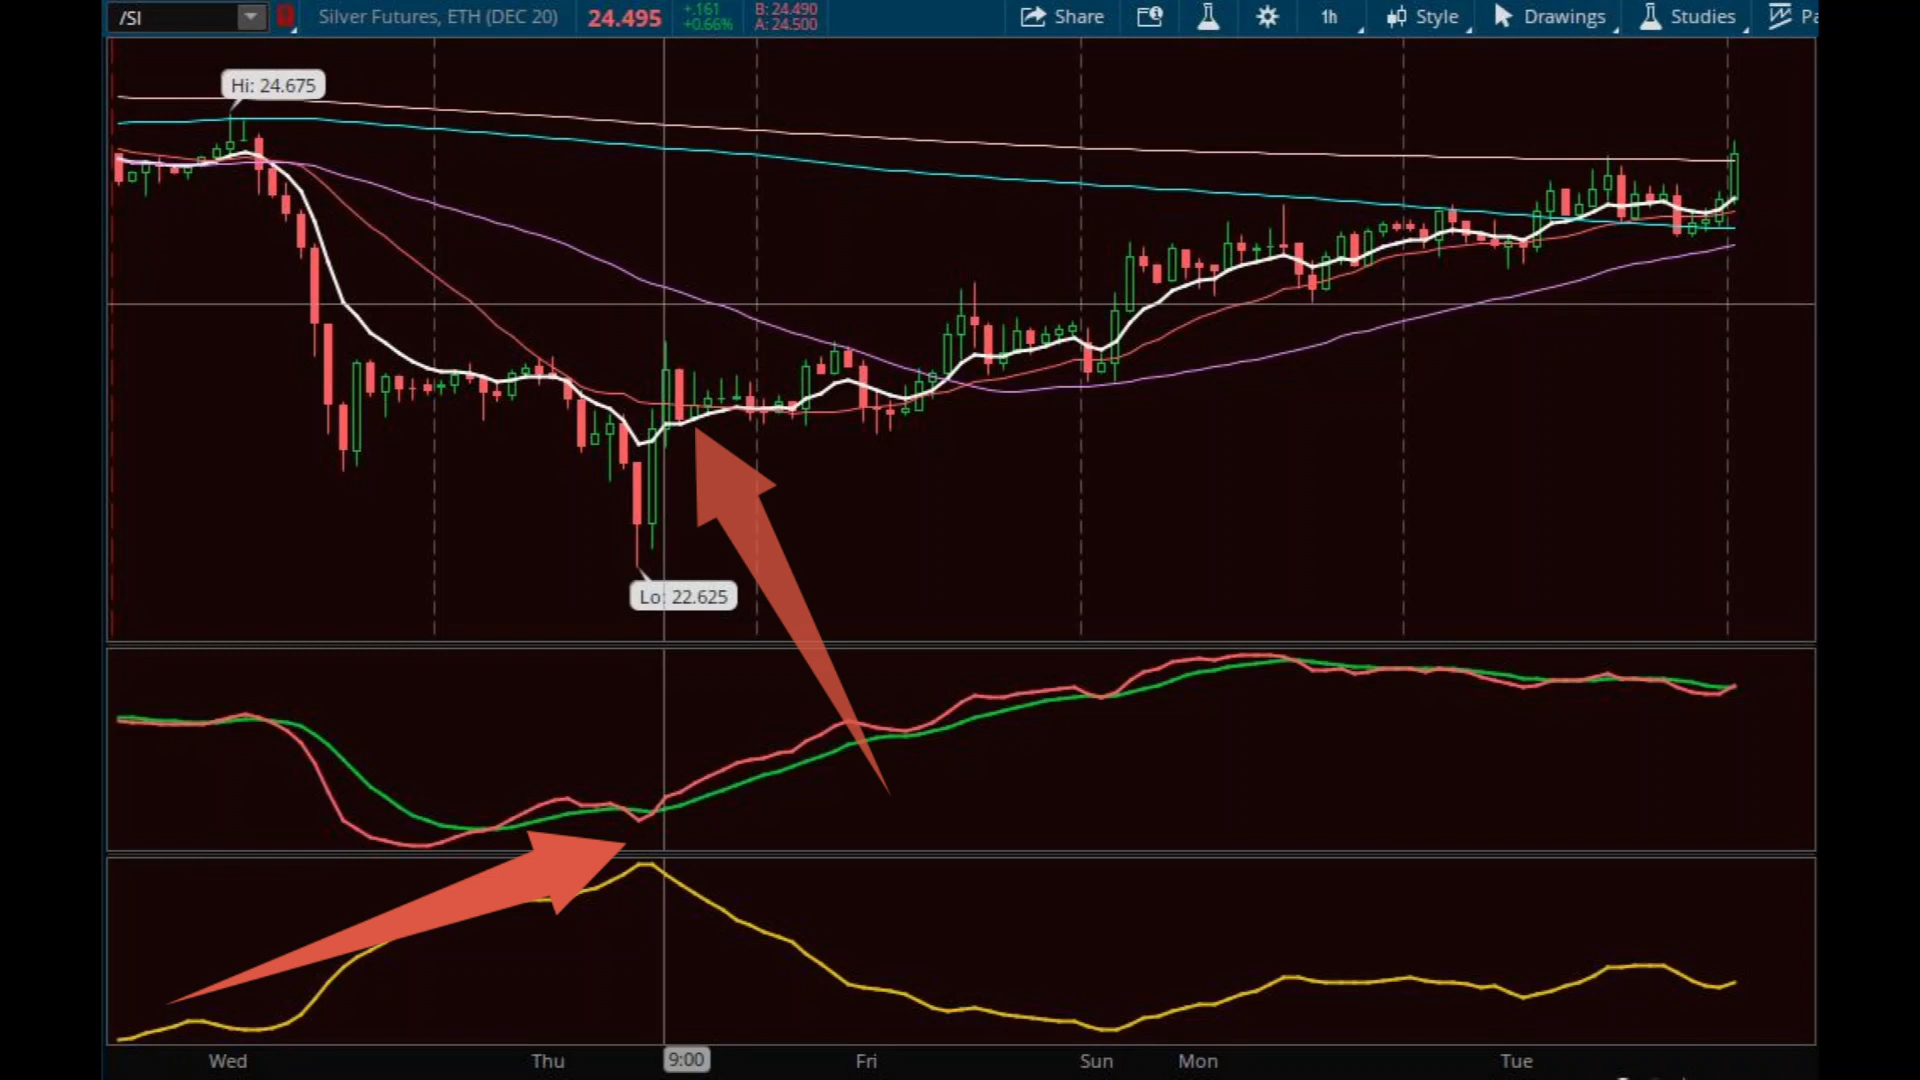 /SI
Silver Futures, ETH (DEC 20)
24.495
+.161
+0.66%
B: 24.490
A: 24.500
Share
1h
Style
Drawings
Studies
Pa
Hi: 24.675
Lo: 22.625
Wed
Thu
9:00
Fri
Sun
Mon
Tue